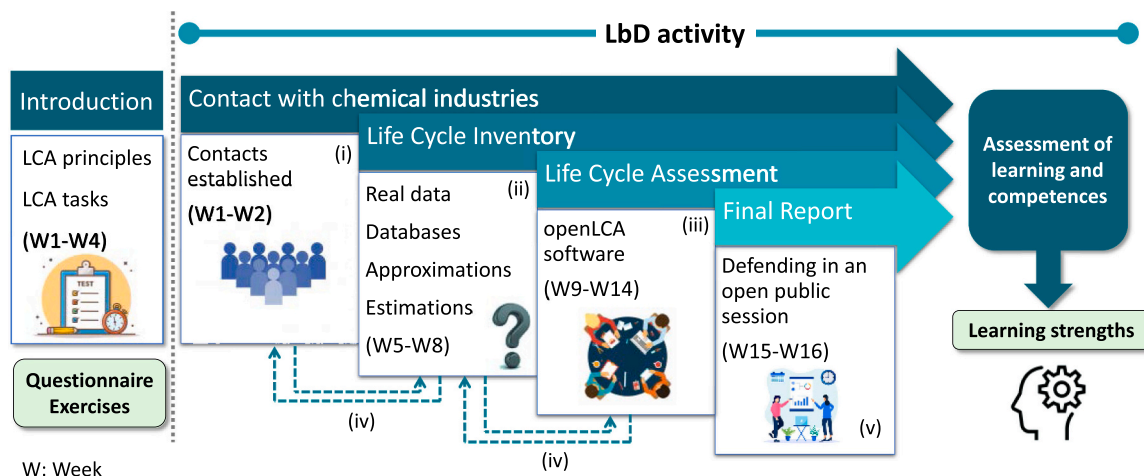 LbD activity
Introduction
LCA principles
LCA tasks
(W1-W4)
TEST
Questionnaire
Exercises
W: Week
Contact with chemical industries
Contacts
established
(i)
(W1-W2)
Life Cycle Inventory
Real data
(ii)
Databases
Approximations
Estimations
(W5-W8)
Life Cycle Assessment
openLCA
software
(iii)
(W9-W14)
Final Report
Defending in an
open public
session
(W15-W16)
(v)
(iv)
(iv)
Assessment of
learning and
competences
Learning strengths